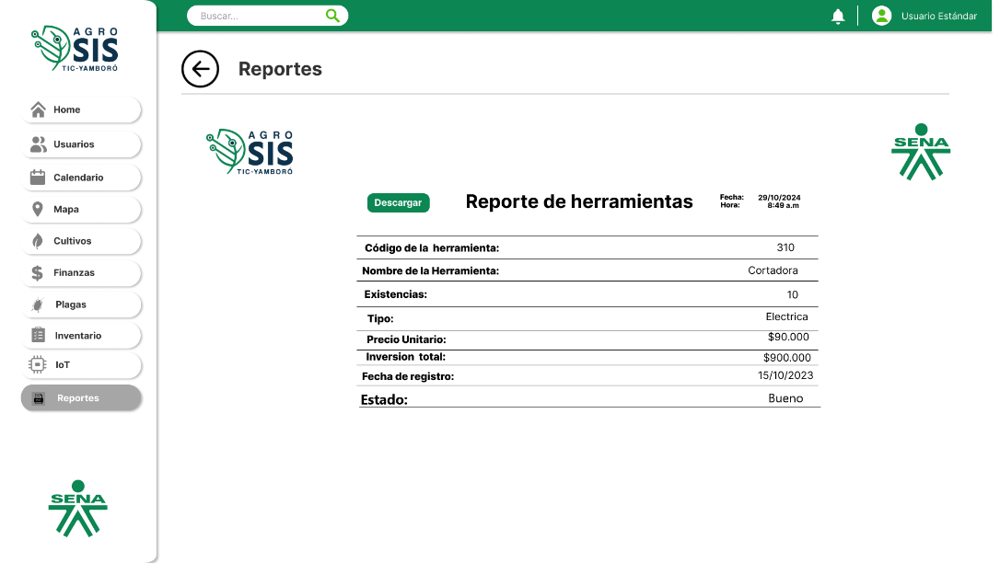 AGRO
SIS
TIC-YAMBORÓ
Buscar...
Usuario Estándar
Home
Usuarios
Calendario
Mapa
Cultivos
Finanzas
Plagas
Inventario
IoT
Reportes
SENA
Reportes
AGRO
SIS
TIC-YAMBORÓ
SENA
Descargar
Reporte de herramientas
Fecha: 29/10/2024
Hora: 8:49 a.m
Código de la herramienta: 310
Nombre de la Herramienta: Cortadora
Existencias: 10
Tipo: Electrica
Precio Unitario: $90.000
Inversion total: $900.000
Fecha de registro: 15/10/2023
Estado: Bueno